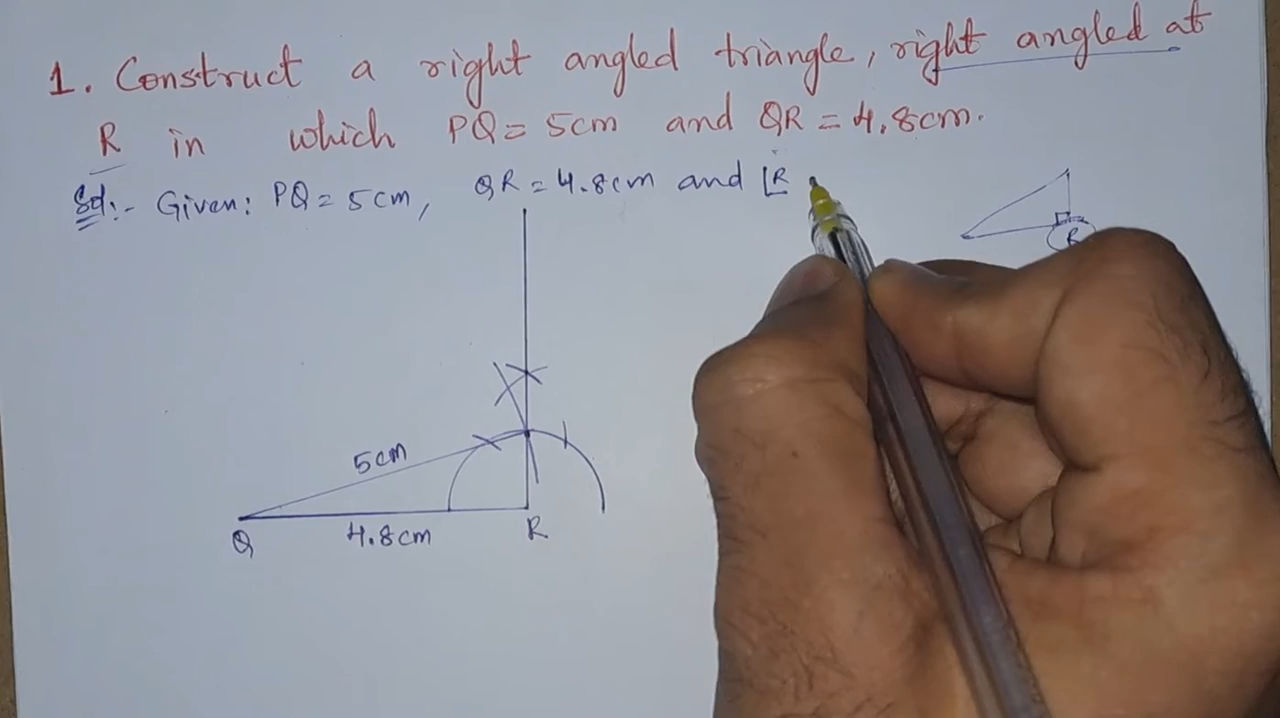 1. Construct a right angled triangle, right angled at
R in which PQ = 5cm and QR = 4.8cm.
Sol:- Given: PQ = 5cm, QR = 4.8cm and ∠R
R
5cm
Q 4.8cm R